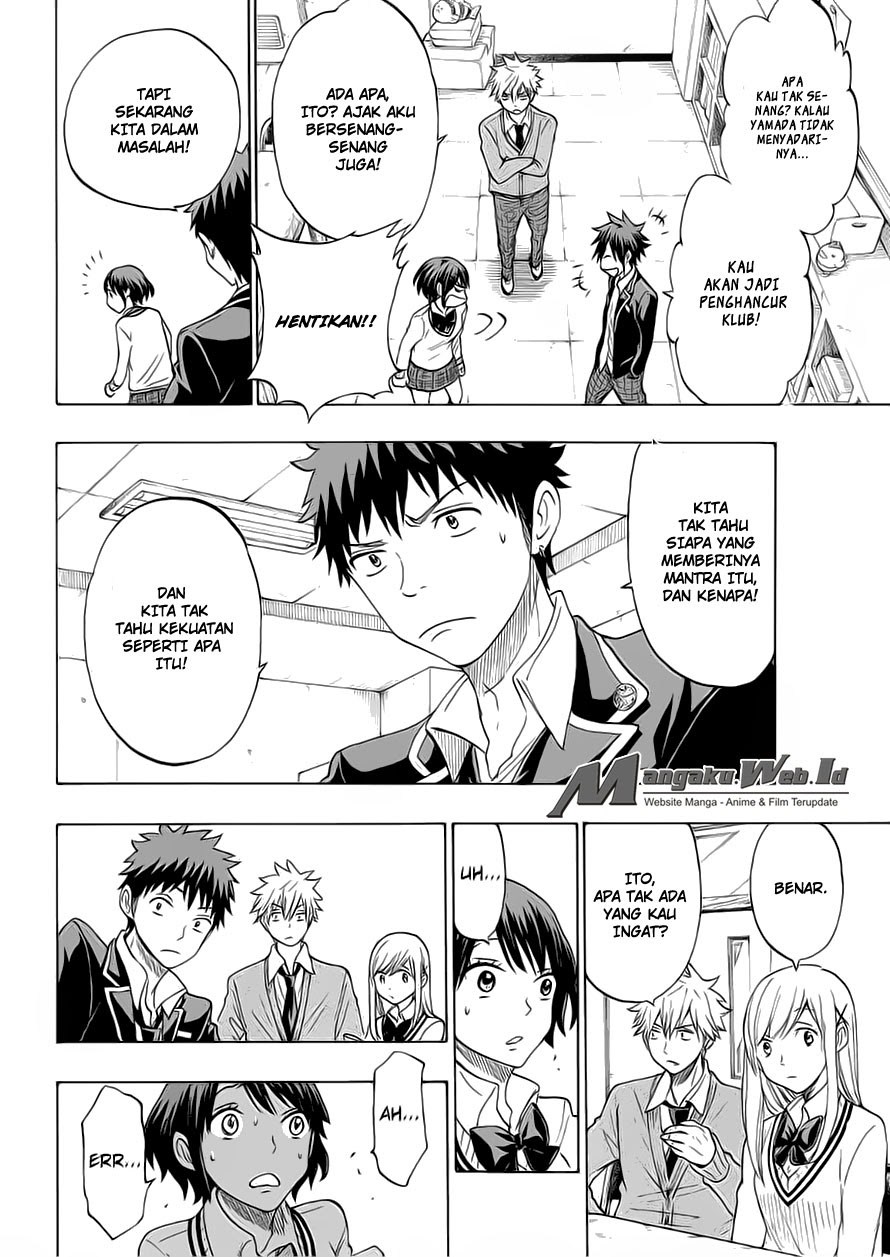 APA
KAU TAK SE-
NANG? KALAU
YAMADA TIDAK
MENYADARI-
NYA...
KAU
AKAN JADI
PENGHANCUR
KLUB!
ADA APA,
ITO? AJAK AKU
BERSENANG-
SENANG
JUGA!
HENTIKAN!!
TAPI
SEKARANG
KITA DALAM
MASALAH!
KITA
TAK TAHU
SIAPA YANG
MEMBERINYA
MANTRA ITU,
DAN KENAPA!
DAN
KITA TAK
TAHU KEKUATAN
SEPERTI APA
ITU!
Mangaku.Web.Id
Website Manga - Anime & Film Terupdate
BENAR.
ITO,
APA TAK ADA
YANG KAU
INGAT?
UH...
AH...
ERR...